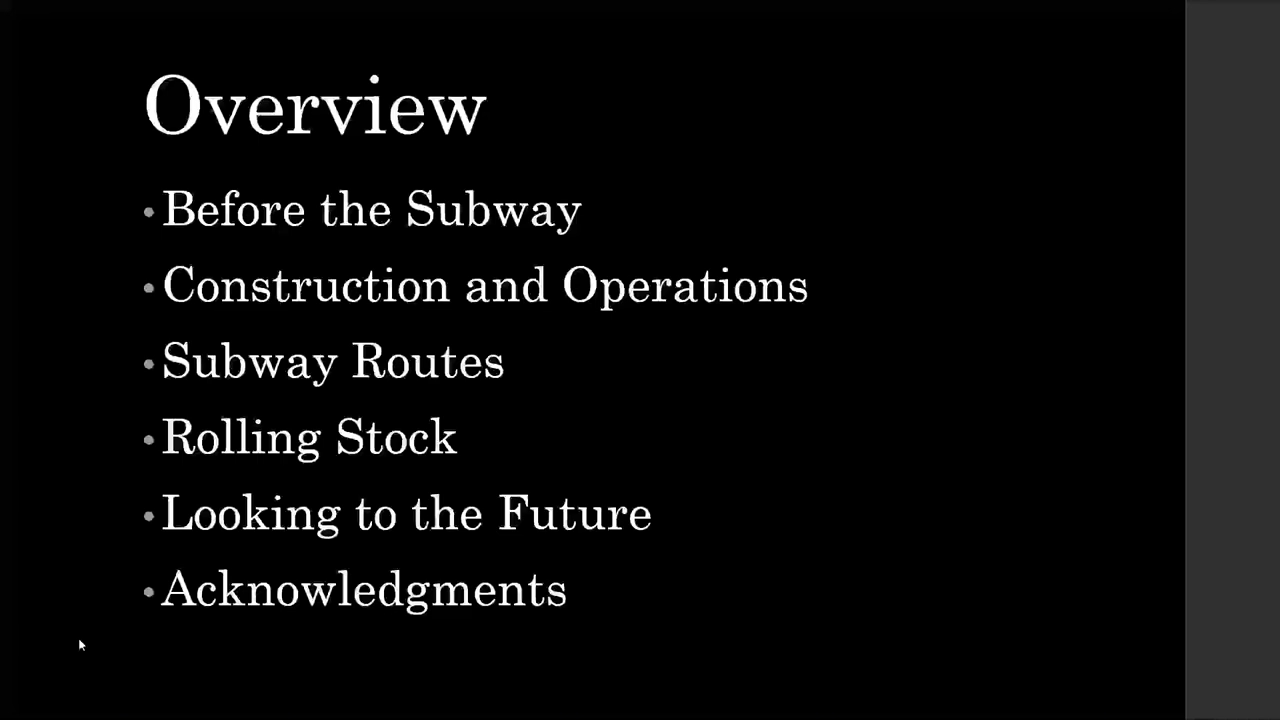 Overview
• Before the Subway
• Construction and Operations
• Subway Routes
• Rolling Stock
• Looking to the Future
• Acknowledgments